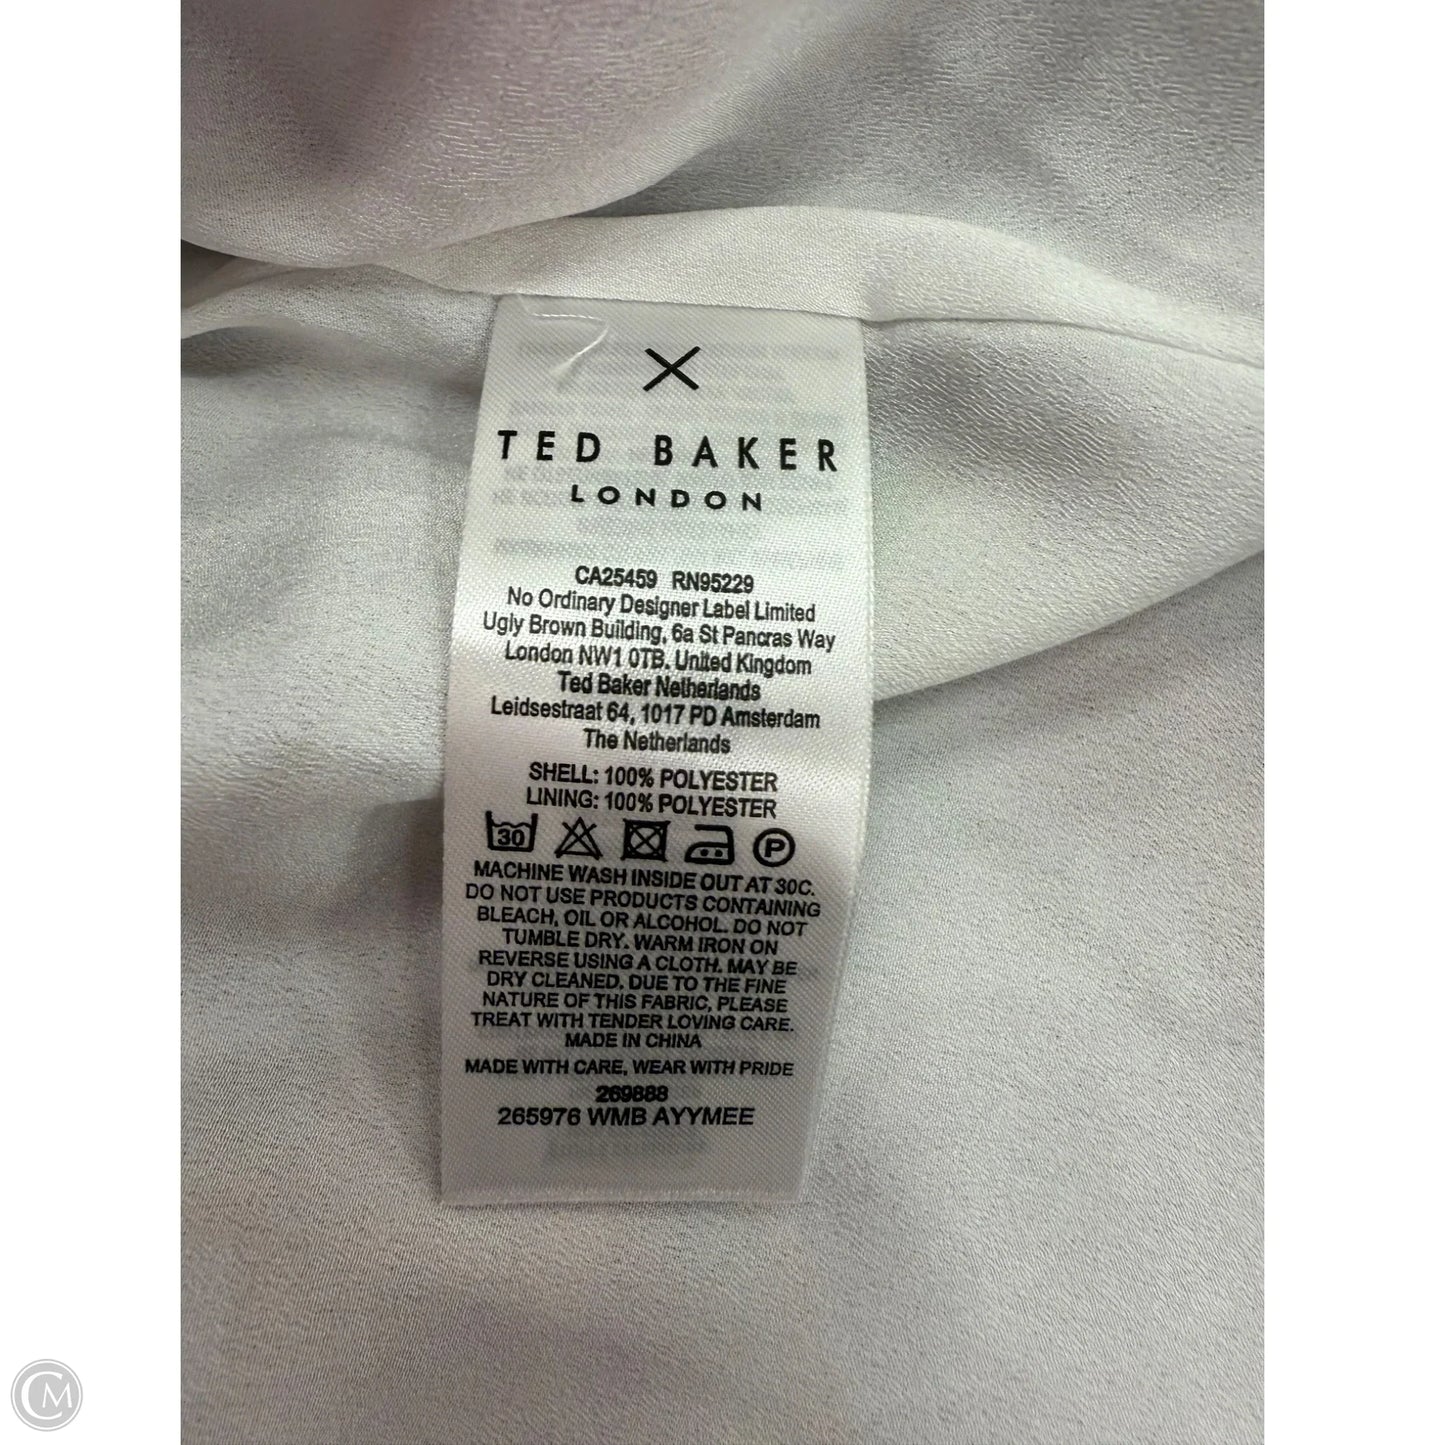 TED BAKER
LONDON
CA25459 RN95229
No Ordinary Designer Label Limited
Ugly Brown Building, 6a St Pancras Way
London NW1 0TB. United Kingdom
Ted Baker Netherlands
Leidsestraat 64, 1017 PD Amsterdam
The Netherlands
SHELL: 100% POLYESTER
LINING: 100% POLYESTER
30 P
MACHINE WASH INSIDE OUT AT 30C.
DO NOT USE PRODUCTS CONTAINING
BLEACH, OIL OR ALCOHOL. DO NOT
TUMBLE DRY. WARM IRON ON
REVERSE USING A CLOTH. MAY BE
DRY CLEANED. DUE TO THE FINE
NATURE OF THIS FABRIC, PLEASE
TREAT WITH TENDER LOVING CARE.
MADE IN CHINA
MADE WITH CARE, WEAR WITH PRIDE
269888
265976 WMB AYYMEE
CM